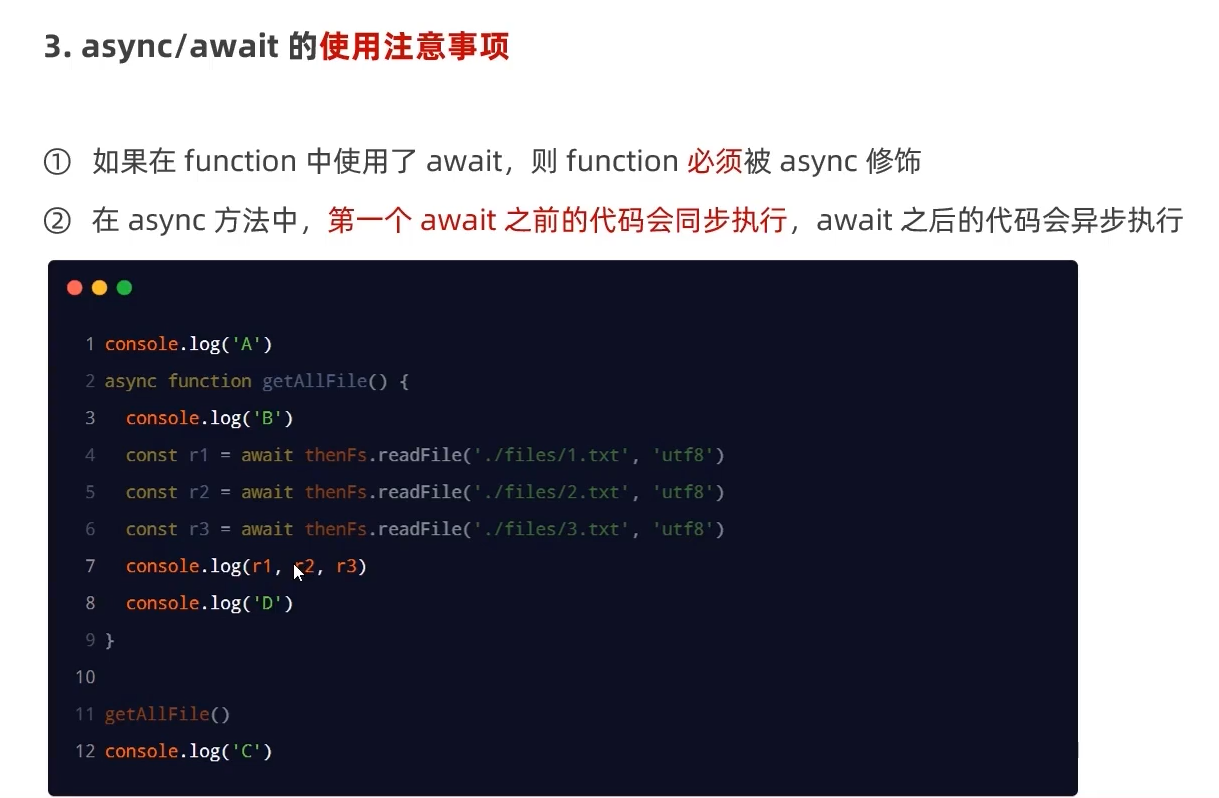 3. async/await 的使用注意事项
① 如果在 function 中使用了 await，则 function 必须被 async 修饰
② 在 async 方法中，第一个 await 之前的代码会同步执行，await 之后的代码会异步执行
1 console.log('A')
2 async function getAllFile() {
3   console.log('B')
4   const r1 = await thenFs.readFile('./files/1.txt', 'utf8')
5   const r2 = await thenFs.readFile('./files/2.txt', 'utf8')
6   const r3 = await thenFs.readFile('./files/3.txt', 'utf8')
7   console.log(r1, r2, r3)
8   console.log('D')
9 }
10
11 getAllFile()
12 console.log('C')